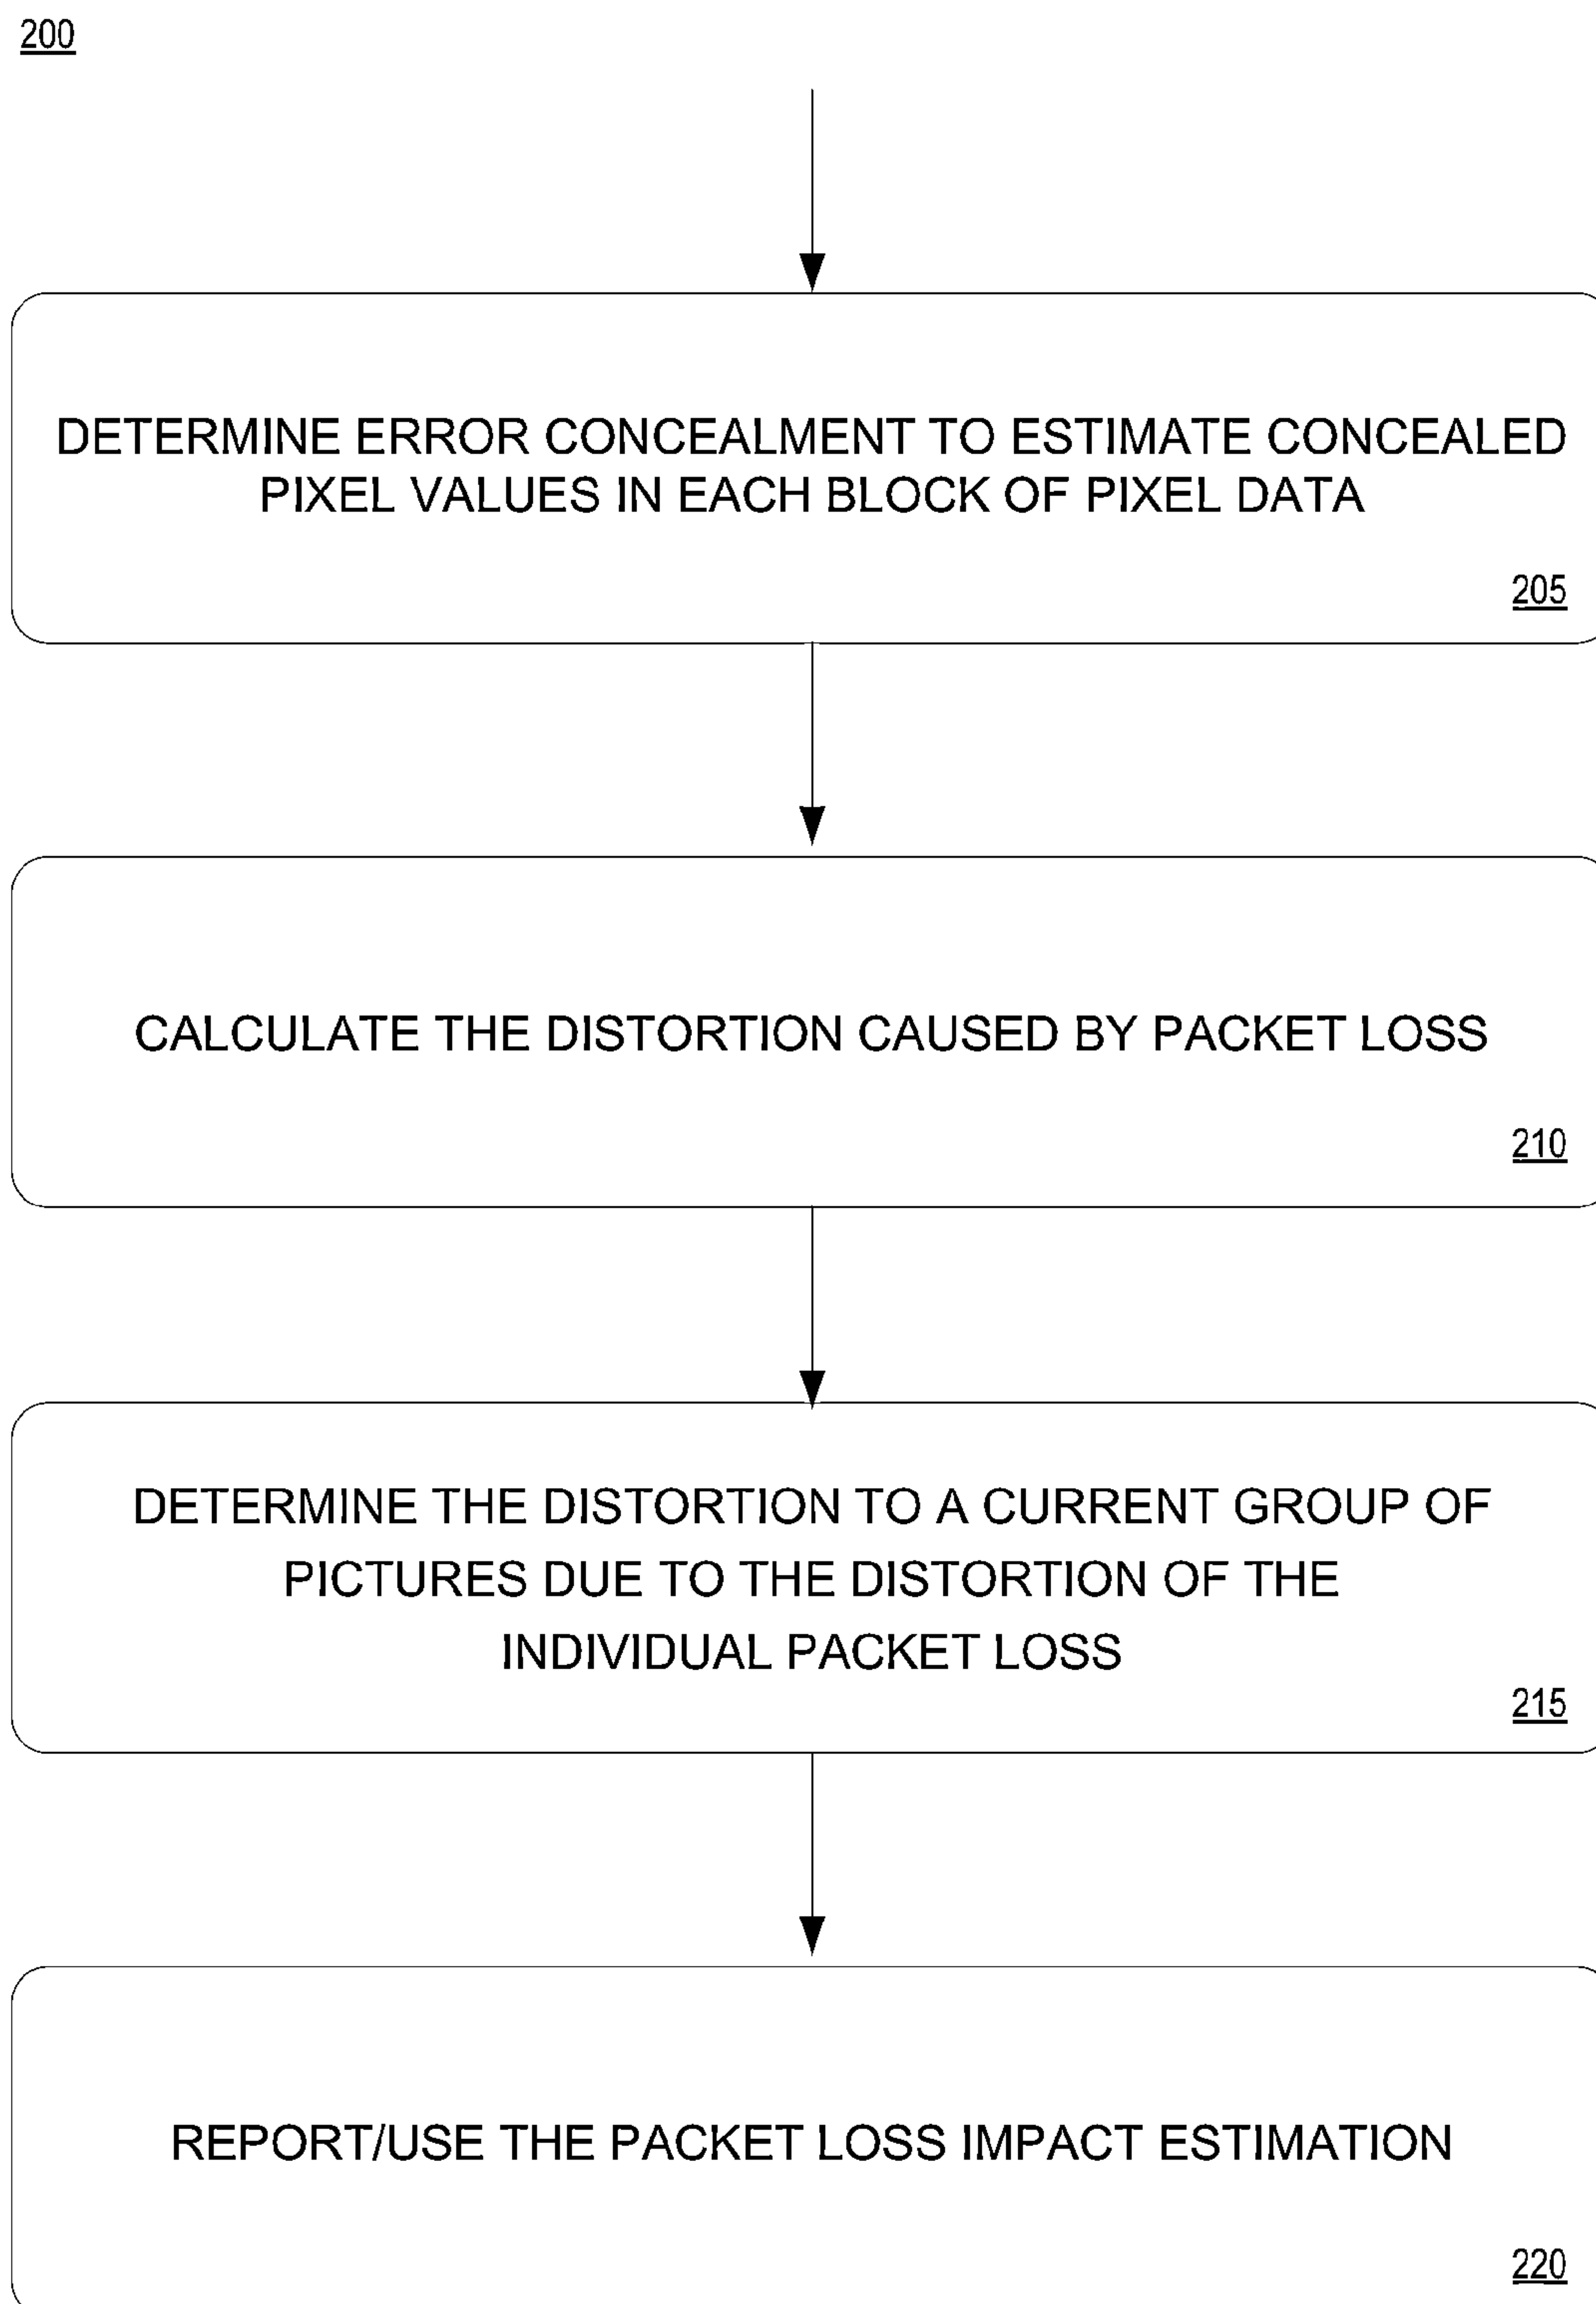 200
DETERMINE ERROR CONCEALMENT TO ESTIMATE CONCEALED
PIXEL VALUES IN EACH BLOCK OF PIXEL DATA
205
CALCULATE THE DISTORTION CAUSED BY PACKET LOSS
210
DETERMINE THE DISTORTION TO A CURRENT GROUP OF
PICTURES DUE TO THE DISTORTION OF THE
INDIVIDUAL PACKET LOSS
215
REPORT/USE THE PACKET LOSS IMPACT ESTIMATION
220